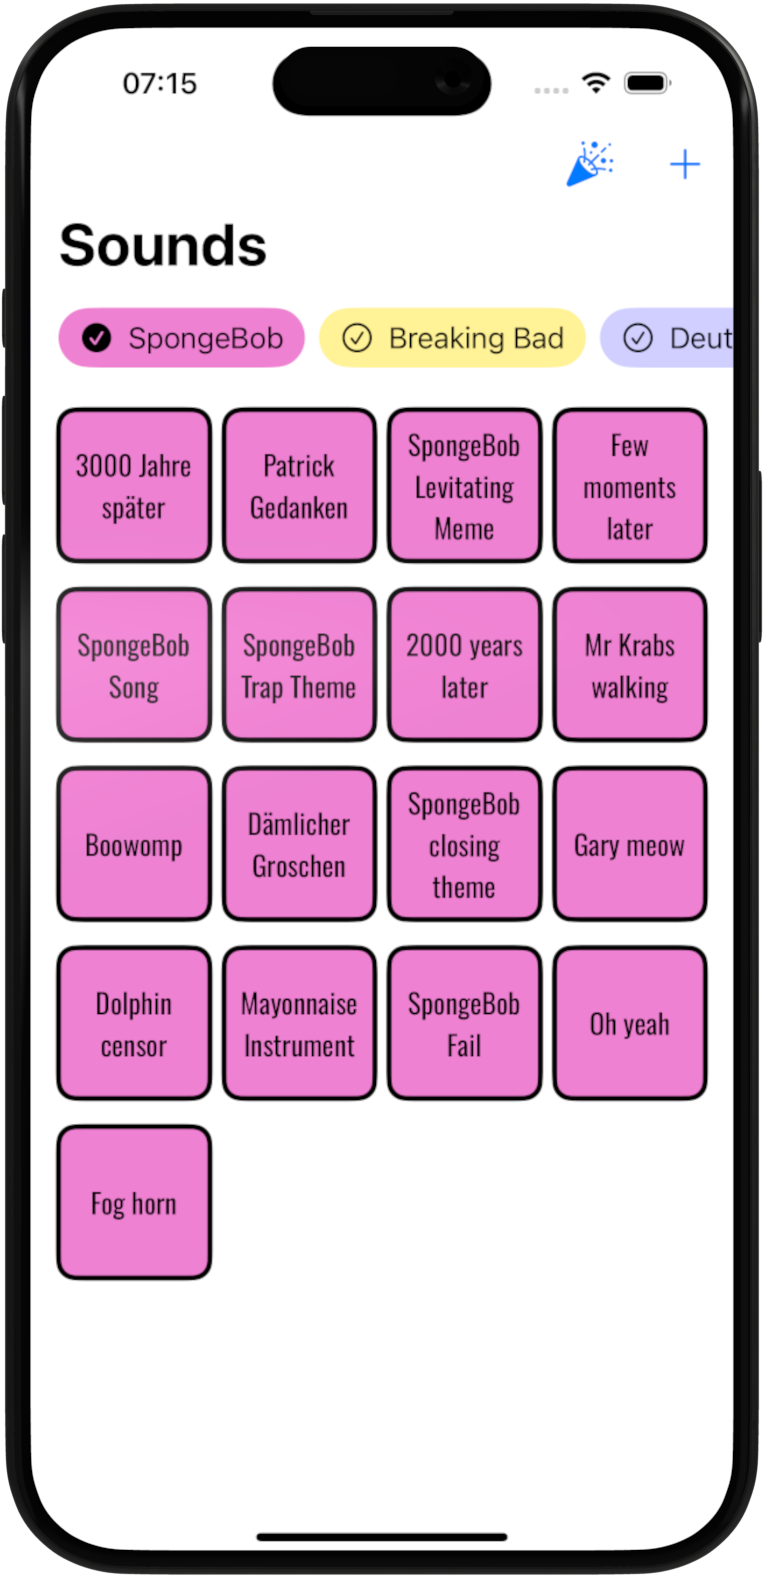 07:15
Sounds
SpongeBob
Breaking Bad
Deut
3000 Jahre
später
Patrick
Gedanken
SpongeBob
Levitating
Meme
Few
moments
later
SpongeBob
Song
SpongeBob
Trap Theme
2000 years
later
Mr Krabs
walking
Boowomp
Dämlicher
Groschen
SpongeBob
closing
theme
Gary meow
Dolphin
censor
Mayonnaise
Instrument
SpongeBob
Fail
Oh yeah
Fog horn